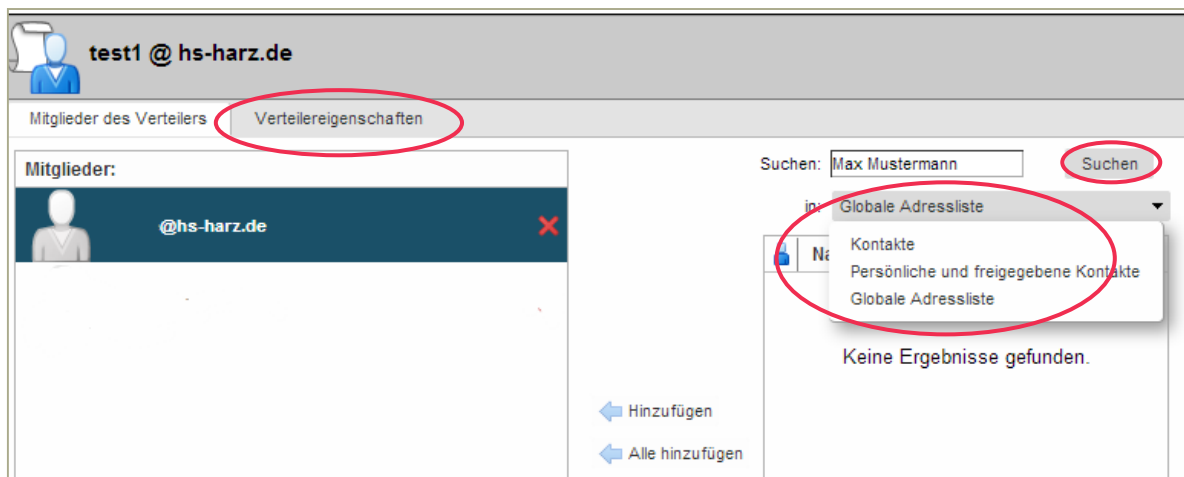 test1 @ hs-harz.de
Mitglieder des Verteilers
Verteilereigenschaften
Mitglieder:
@hs-harz.de
Suchen: Max Mustermann Suchen
in: Globale Adressliste
Kontakte
Persönliche und freigegebene Kontakte
Globale Adressliste
Keine Ergebnisse gefunden.
Hinzufügen
Alle hinzufügen